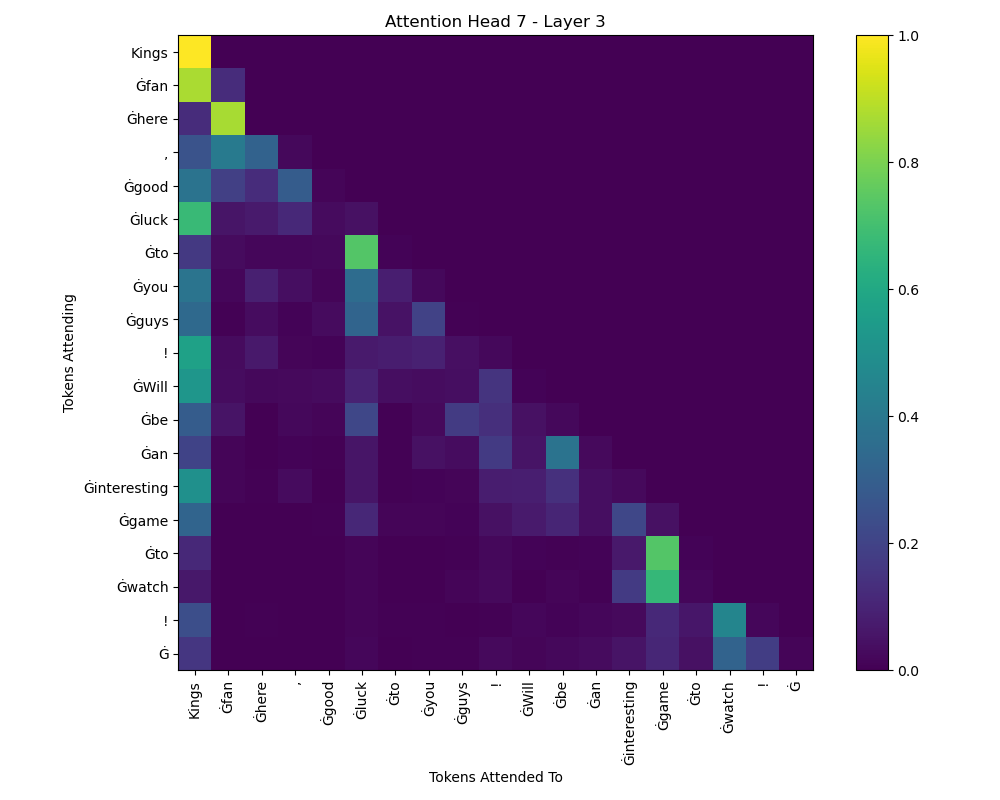 Attention Head 7 - Layer 3
Tokens Attending
Kings
Ġfan
Ġhere
,
Ġgood
Ġluck
Ġto
Ġyou
Ġguys
!
ĠWill
Ġbe
Ġan
Ġinteresting
Ġgame
Ġto
Ġwatch
!
Ġ
Kings
Ġfan
Ġhere
,
Ġgood
Ġluck
Ġto
Ġyou
Ġguys
!
ĠWill
Ġbe
Ġan
Ġinteresting
Ġgame
Ġto
Ġwatch
!
Ġ
Tokens Attended To
1.0
0.8
0.6
0.4
0.2
0.0